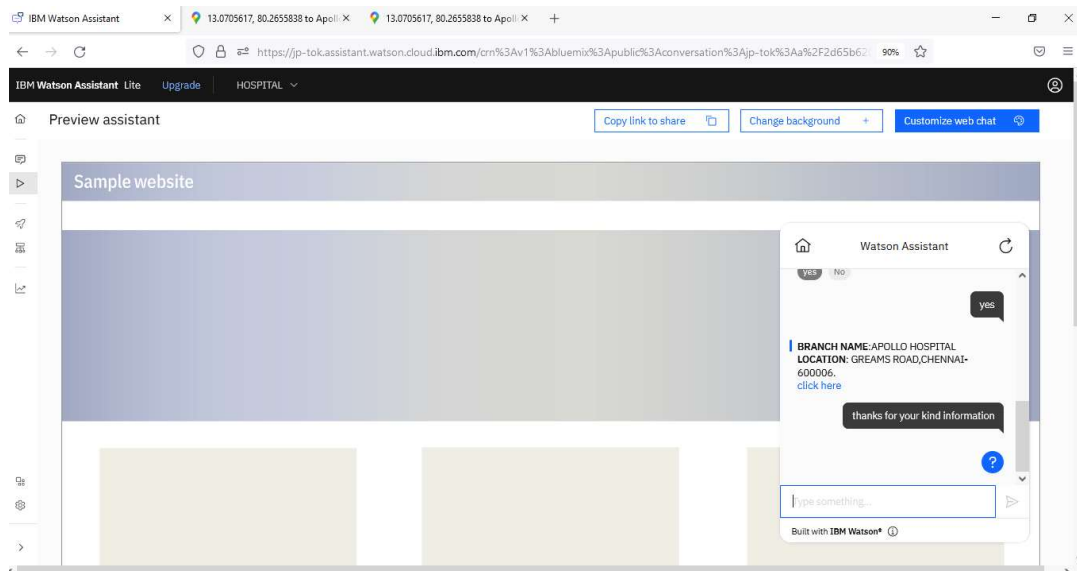 IBM Watson Assistant
13.0705617, 80.2655838 to Apoll
13.0705617, 80.2655838 to Apoll
https://jp-tok.assistant.watson.cloud.ibm.com/crn%3Av1%3Abluemix%3Apublic%3Aconversation%3Ajp-tok%3Aa%2F2d65b62
90%
IBM Watson Assistant Lite Upgrade HOSPITAL
Preview assistant
Copy link to share
Change background +
Customize web chat
Sample website
Watson Assistant
yes No
yes
BRANCH NAME:APOLLO HOSPITAL
LOCATION: GREAMS ROAD,CHENNAI-
600006.
click here
thanks for your kind information
?
Type something...
Built with IBM Watson®